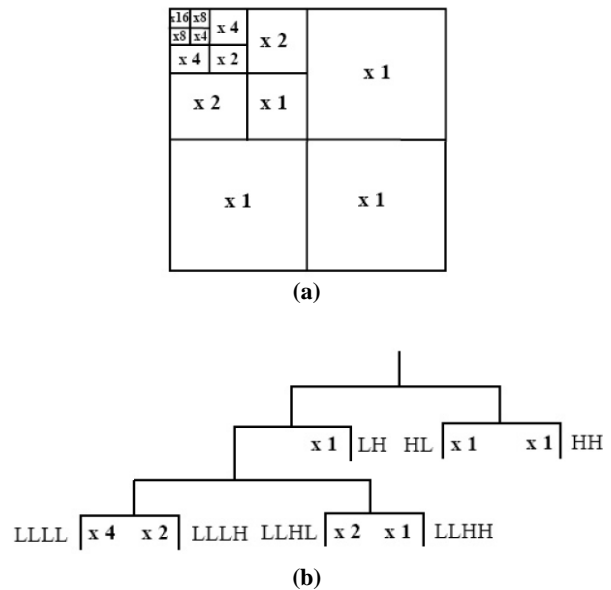 x16 x8
x8 x4
x 4
x 2
x 4 x 2
x 1
x 2 x 1
x 1 x 1
(a)
x 1 LH HL x 1 x 1 HH
LLLL x 4 x 2 LLLH LLHL x 2 x 1 LLHH
(b)